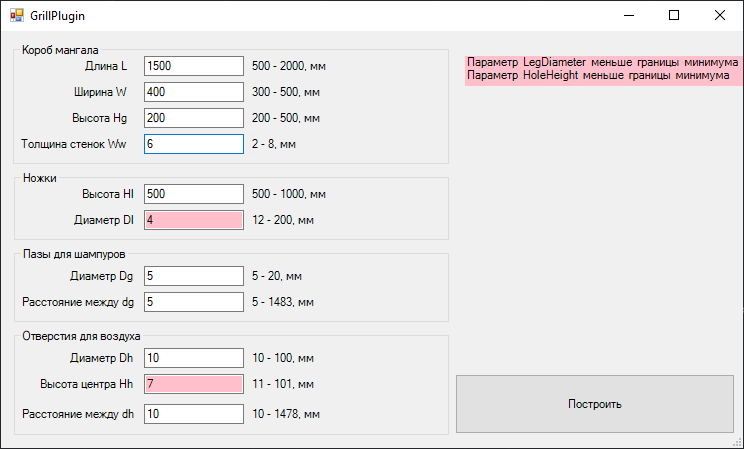 GrillPlugin
Короб мангала
Длина L 1500 500 - 2000, мм
Ширина W 400 300 - 500, мм
Высота Hg 200 200 - 500, мм
Толщина стенок Ww 6 2 - 8, мм
Ножки
Высота Hl 500 500 - 1000, мм
Диаметр Dl 4 12 - 200, мм
Пазы для шампуров
Диаметр Dg 5 5 - 20, мм
Расстояние между dg 5 5 - 1483, мм
Отверстия для воздуха
Диаметр Dh 10 10 - 100, мм
Высота центра Hh 7 11 - 101, мм
Расстояние между dh 10 10 - 1478, мм
Параметр LegDiameter меньше границы минимума
Параметр HoleHeight меньше границы минимума
Построить